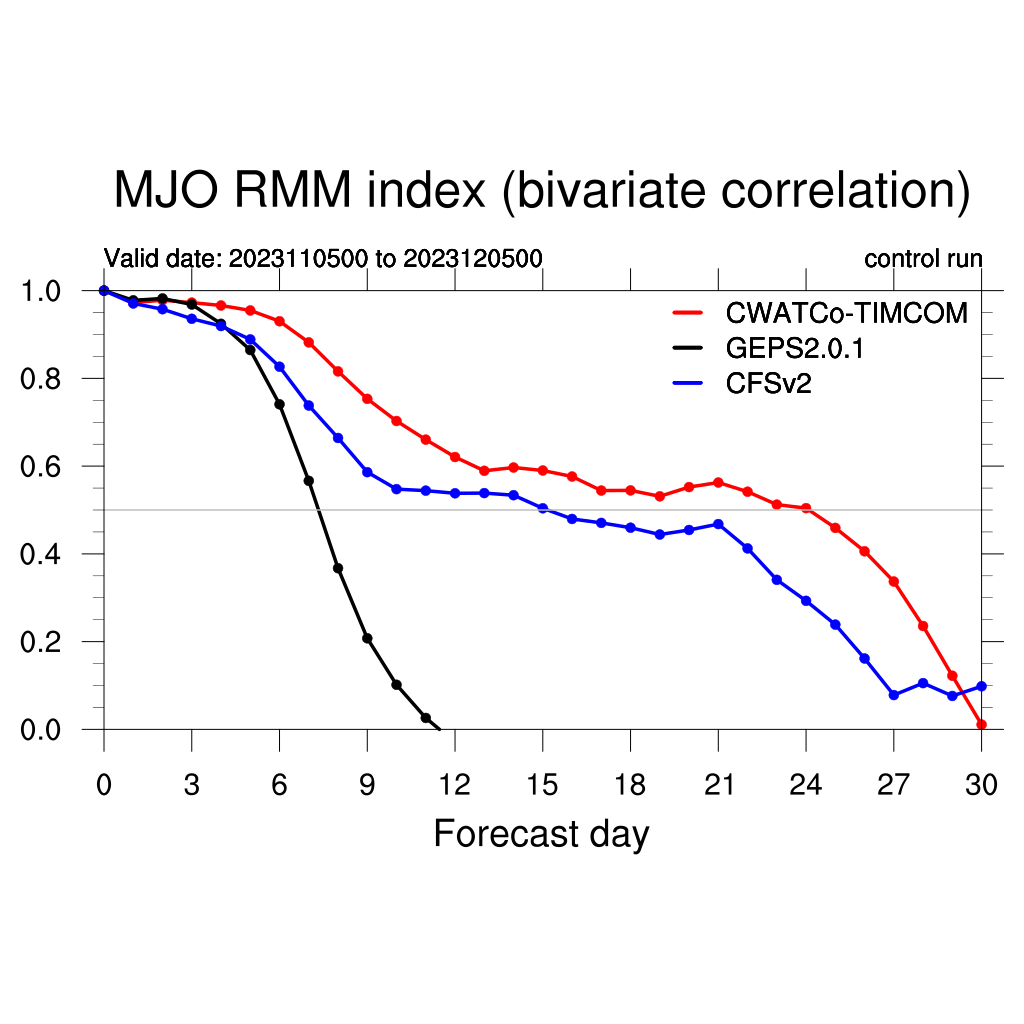 MJO RMM index (bivariate correlation)
Valid date: 2023110500 to 2023120500 control run
CWATCo-TIMCOM
GEPS2.0.1
CFSv2
1.0
0.8
0.6
0.4
0.2
0.0
0 3 6 9 12 15 18 21 24 27 30
Forecast day